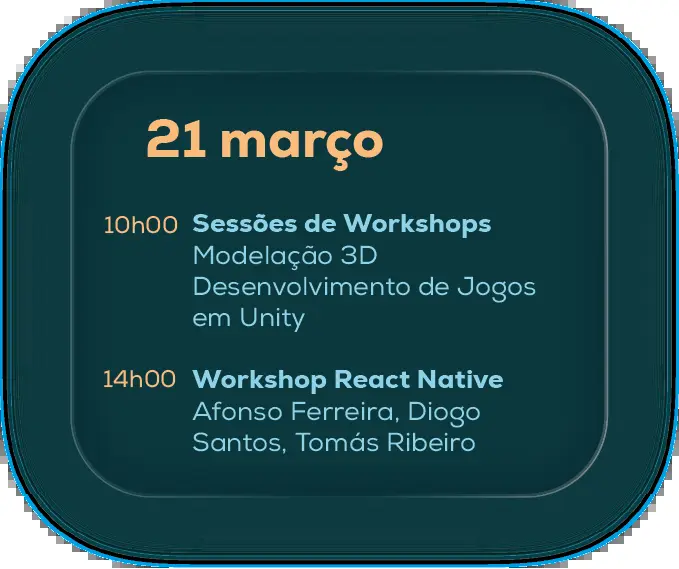 21 março
10h00 Sessões de Workshops
Modelação 3D
Desenvolvimento de Jogos
em Unity
14h00 Workshop React Native
Afonso Ferreira, Diogo
Santos, Tomás Ribeiro